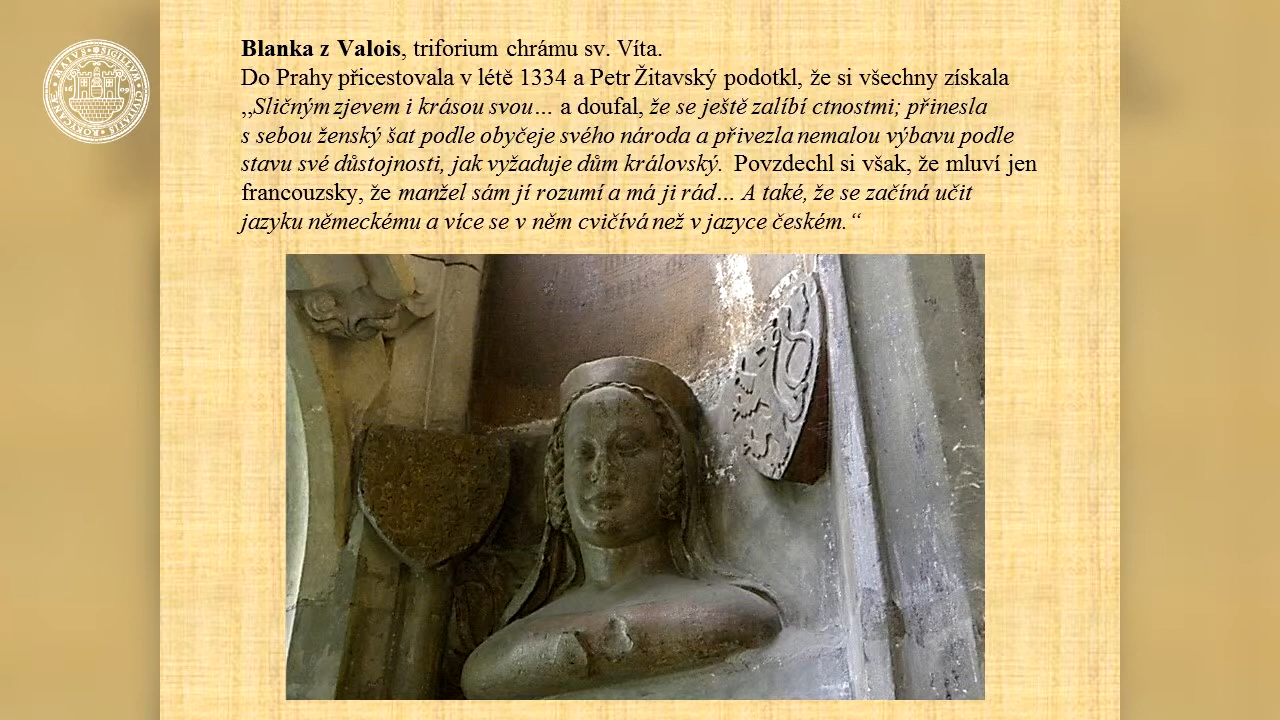 Blanka z Valois, triforium chrámu sv. Víta.
Do Prahy přicestovala v létě 1334 a Petr Žitavský podotkl, že si všechny získala
,,Sličným zjevem i krásou svou… a doufal, že se ještě zalíbí ctnostmi; přinesla
s sebou ženský šat podle obyčeje svého národa a přivezla nemalou výbavu podle
stavu své důstojnosti, jak vyžaduje dům královský. Povzdechl si však, že mluví jen
francouzsky, že manžel sám jí rozumí a má ji rád… A také, že se začíná učit
jazyku německému a více se v něm cvičívá než v jazyce českém.“